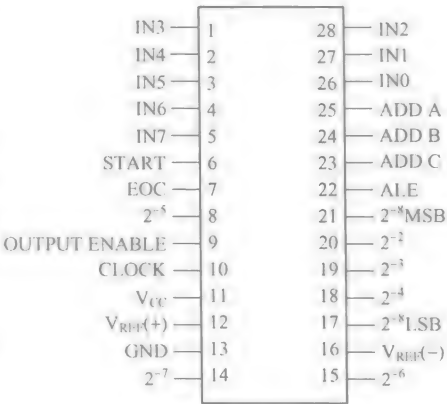 IN3 1 28 IN2
IN4 2 27 IN1
IN5 3 26 IN0
IN6 4 25 ADD A
IN7 5 24 ADD B
START 6 23 ADD C
EOC 7 22 ALE
2⁻⁵ 8 21 2⁻⁸MSB
OUTPUT ENABLE 9 20 2⁻²
CLOCK 10 19 2⁻³
V_CC 11 18 2⁻⁴
V_REF(+) 12 17 2⁻⁸LSB
GND 13 16 V_REF(−)
2⁻⁷ 14 15 2⁻⁶